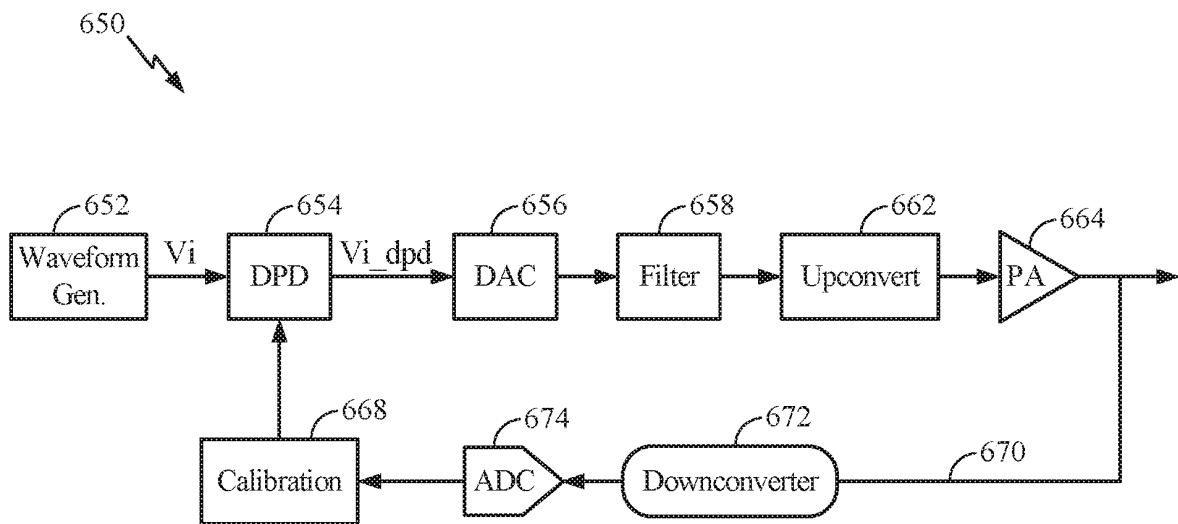 650
652
654
656
658
662
664
Waveform
Gen.
Vi
DPD
Vi_dpd
DAC
Filter
Upconvert
PA
668
674
672
670
Calibration
ADC
Downconverter